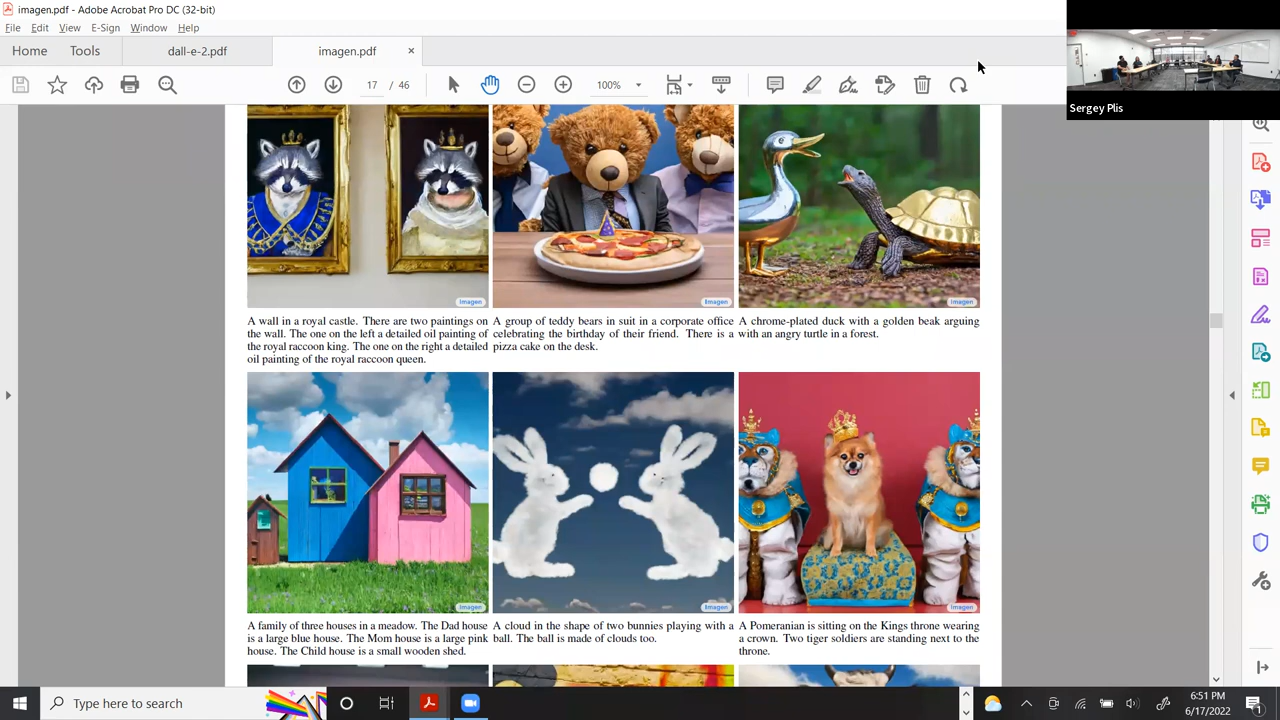 imagen.pdf - Adobe Acrobat Pro DC (32-bit)
File Edit View E-Sign Window Help
Home Tools dall-e-2.pdf imagen.pdf ×
17 / 46 100%
Sergey Plis
Imagen Imagen Imagen
A wall in a royal castle. There are two paintings on
the wall. The one on the left a detailed oil painting of
the royal raccoon king. The one on the right a detailed
oil painting of the royal raccoon queen.
A group of teddy bears in suit in a corporate office
celebrating the birthday of their friend. There is a
pizza cake on the desk.
A chrome-plated duck with a golden beak arguing
with an angry turtle in a forest.
Imagen Imagen Imagen
A family of three houses in a meadow. The Dad house
is a large blue house. The Mom house is a large pink
house. The Child house is a small wooden shed.
A cloud in the shape of two bunnies playing with a
ball. The ball is made of clouds too.
A Pomeranian is sitting on the Kings throne wearing
a crown. Two tiger soldiers are standing next to the
throne.
Type here to search
6:51 PM
6/17/2022
1